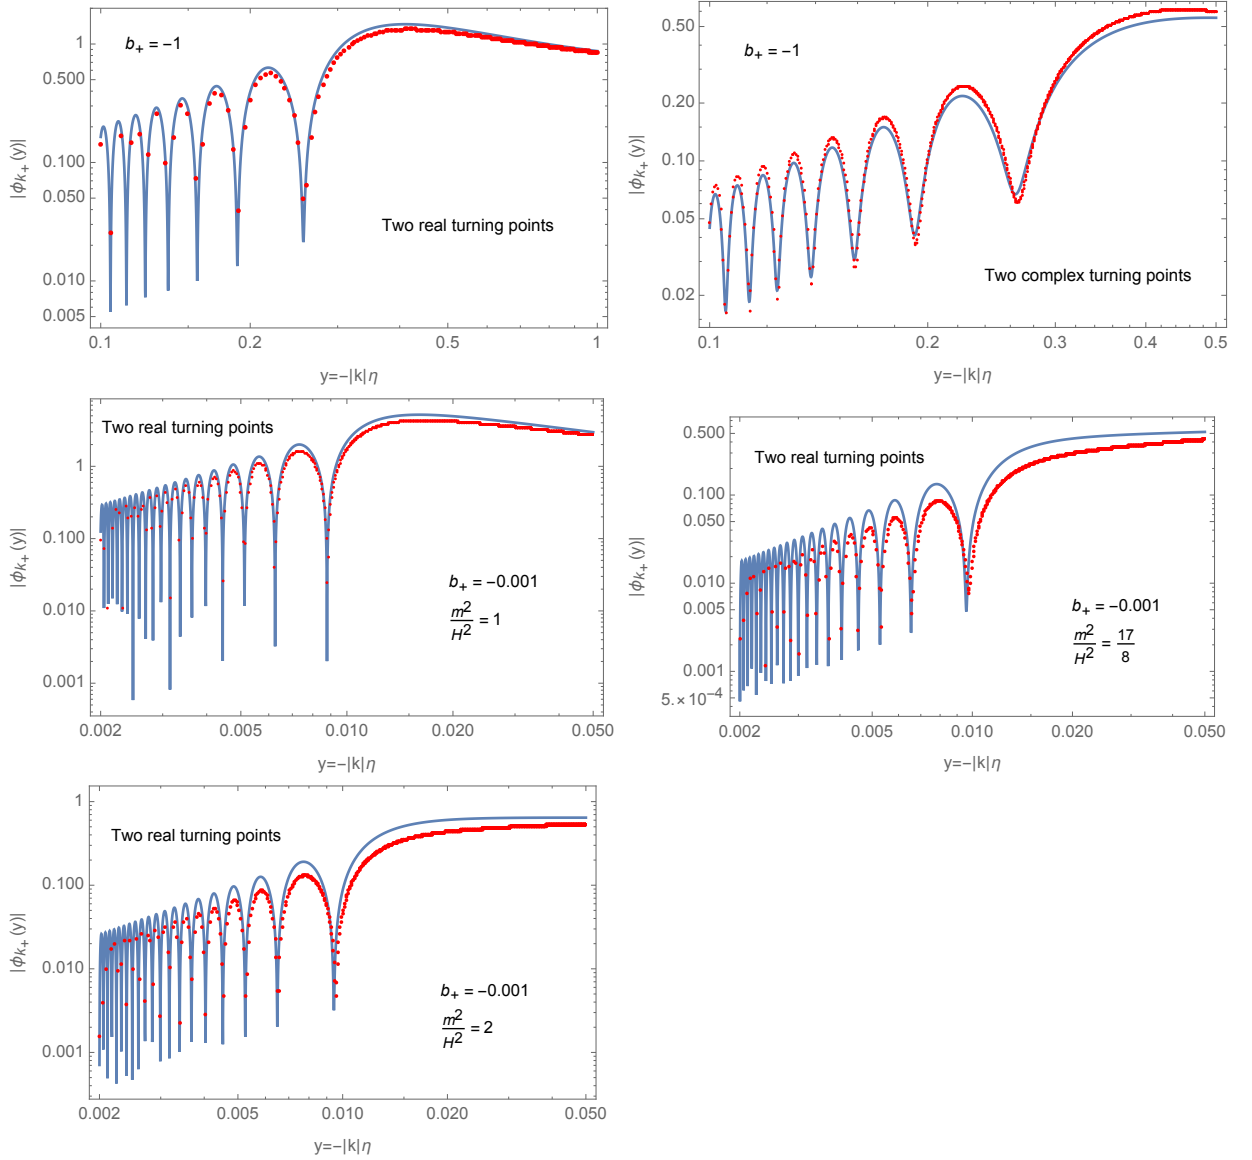 b₊ = −1
Two real turning points
1
0.500
0.100
0.050
0.010
0.005
0.1
0.2
0.5
1
|ϕₖ₊(y)|
y=−|k|η
b₊ = −1
Two complex turning points
0.50
0.20
0.10
0.05
0.02
0.1
0.2
0.3
0.4
0.5
|ϕₖ₊(y)|
y=−|k|η
Two real turning points
b₊ = −0.001
m²/H² = 1
1
0.100
0.010
0.001
0.002
0.005
0.010
0.020
0.050
|ϕₖ₊(y)|
y=−|k|η
Two real turning points
b₊ = −0.001
m²/H² = 17/8
0.500
0.100
0.050
0.010
0.005
0.001
5.×10⁻⁴
0.002
0.005
0.010
0.020
0.050
|ϕₖ₊(y)|
y=−|k|η
Two real turning points
b₊ = −0.001
m²/H² = 2
1
0.100
0.010
0.001
0.002
0.005
0.010
0.020
0.050
|ϕₖ₊(y)|
y=−|k|η